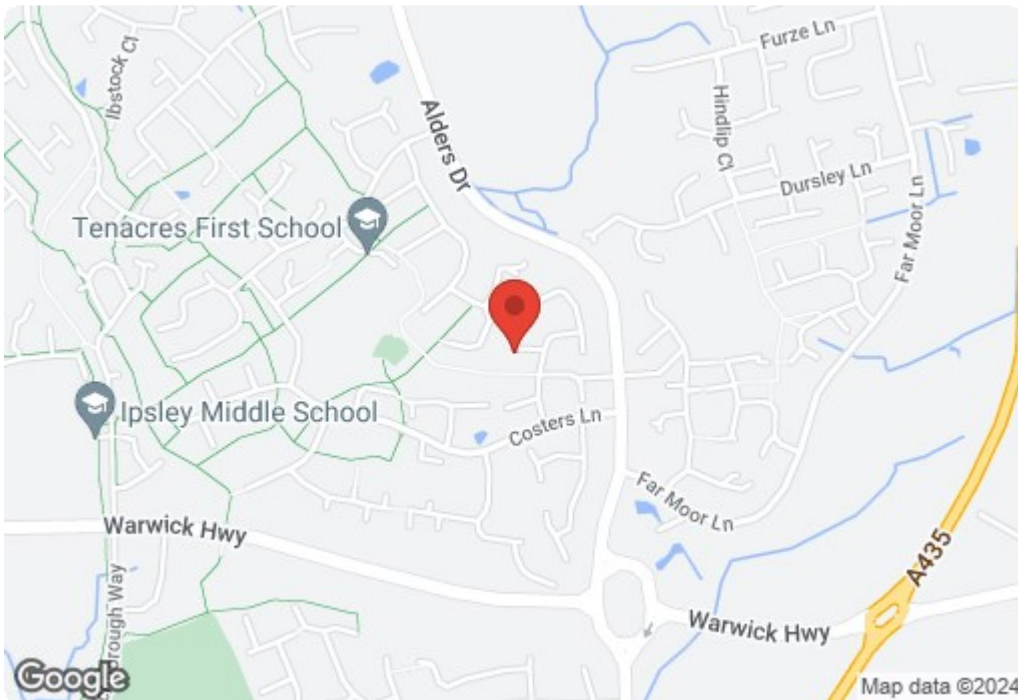 Furze Ln
Ibstock Cl
Alders Dr
Hindlip Cl
Dursley Ln
Tenacres First School
Far Moor Ln
Ipsley Middle School
Costers Ln
Far Moor Ln
Warwick Hwy
A435
Warwick Hwy
Way
Google
Map data ©2024